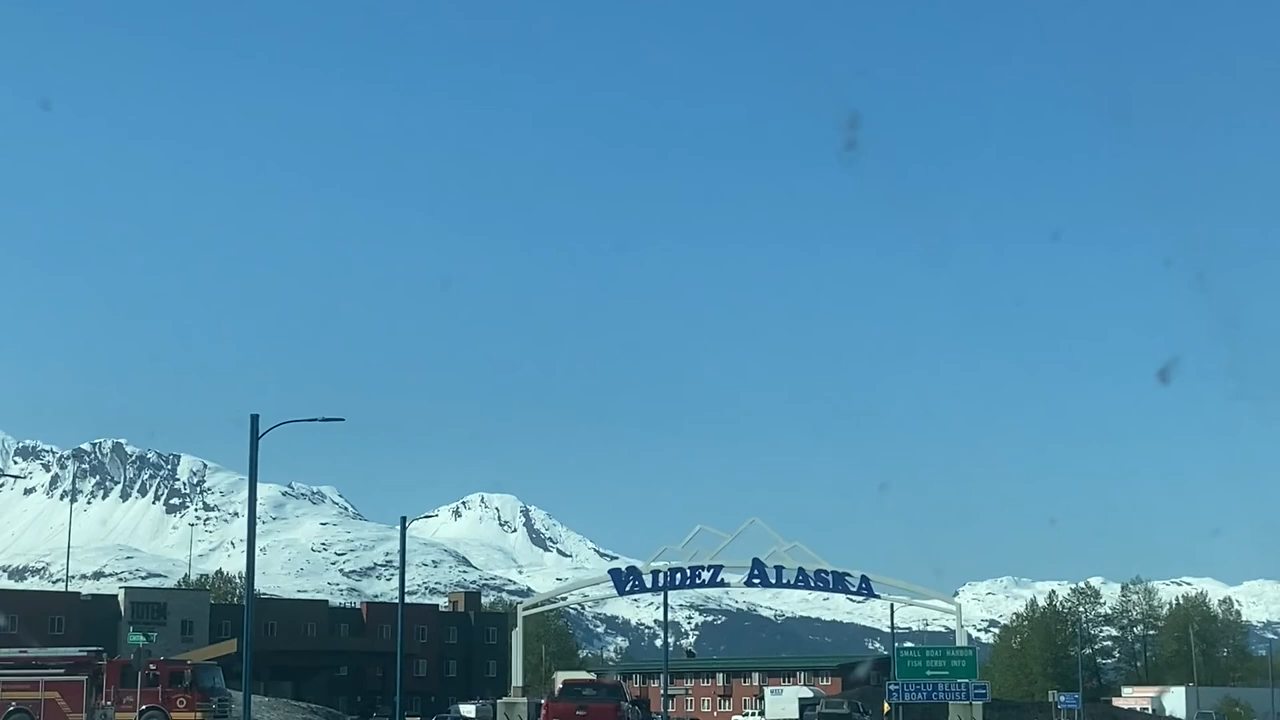 VALDEZ ALASKA
TOTEM
SMALL BOAT HARBOR
FISH DERBY INFO
LU-LU BELLE
BOAT CRUISE